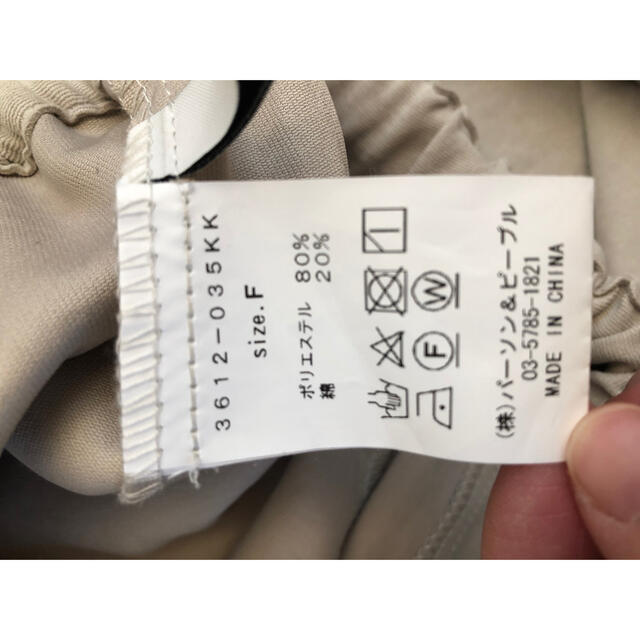 3612-035KK
size.F
ポリエステル 80%
綿 20%
W
F
(株)パーソン&ピープル
03-5785-1821
MADE IN CHINA